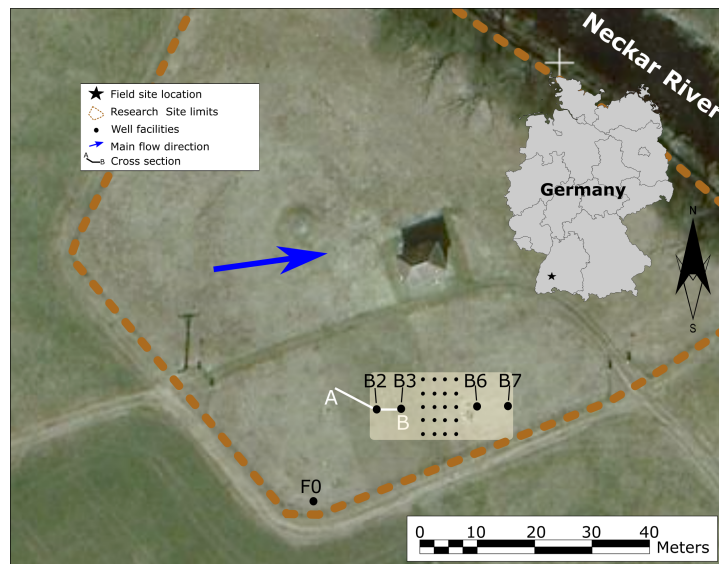 Neckar River
Field site location
Research Site limits
Well facilities
Main flow direction
A B Cross section
Germany
N
S
B2 B3 B6 B7
A
B
F0
0 10 20 30 40
Meters